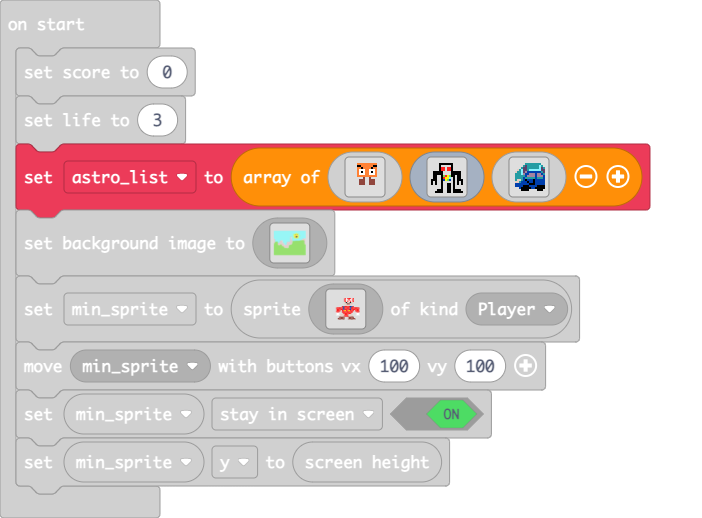 on start
set score to 0
set life to 3
set astro_list to array of
set background image to
set min_sprite to sprite of kind Player
move min_sprite with buttons vx 100 vy 100
set min_sprite stay in screen ON
set min_sprite y to screen height